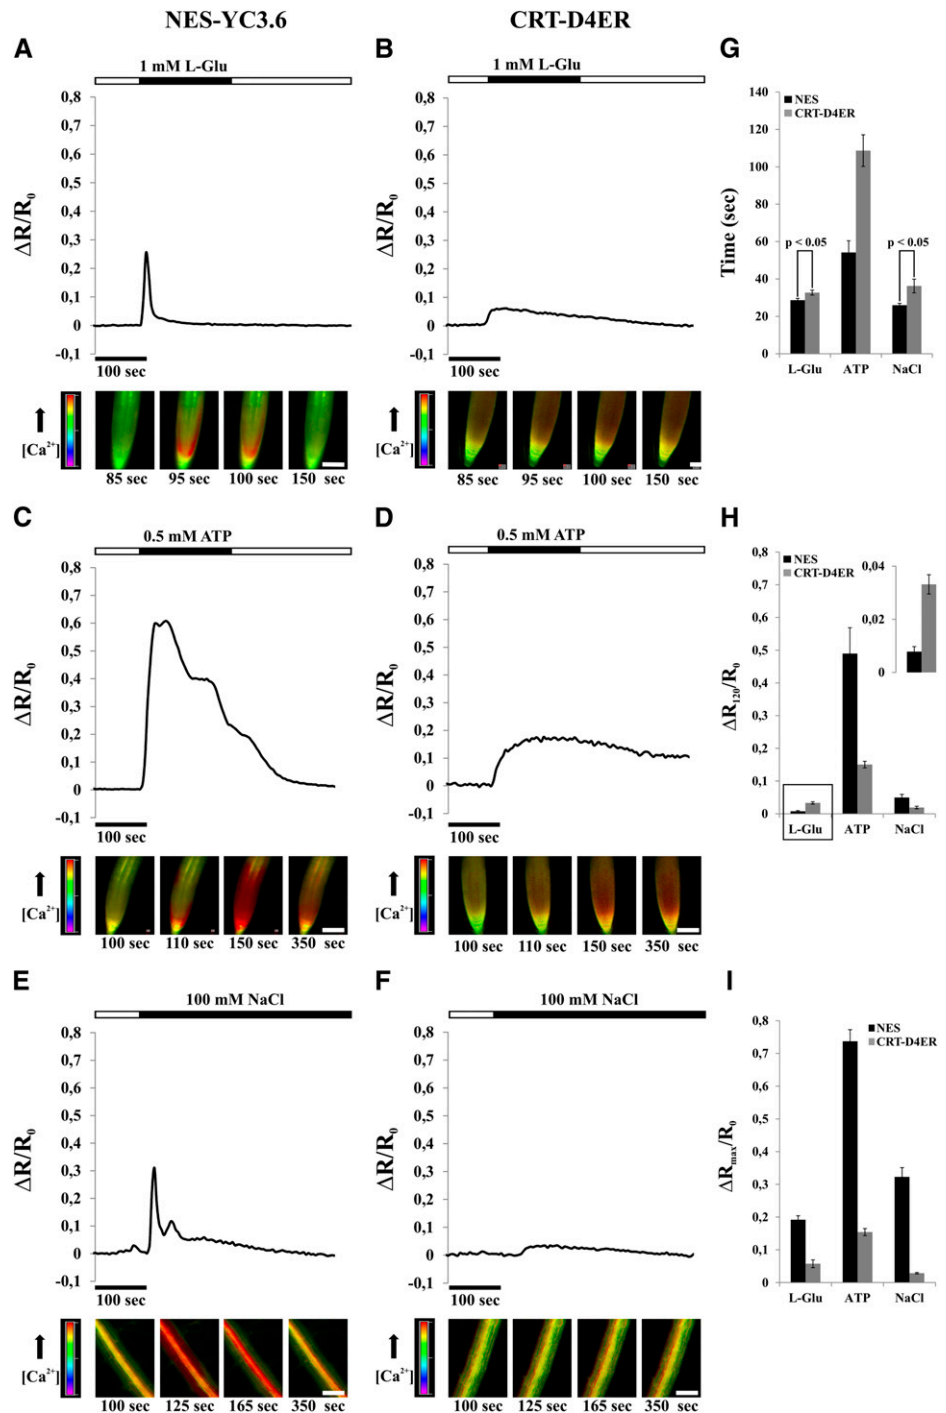 NES-YC3.6
CRT-D4ER
A
1 mM L-Glu
0,8
0,7
0,6
0,5
0,4
0,3
0,2
0,1
0
-0,1
ΔR/R₀
100 sec
[Ca²⁺]
85 sec 95 sec 100 sec 150 sec
B
1 mM L-Glu
0,8
0,7
0,6
0,5
0,4
0,3
0,2
0,1
0
-0,1
ΔR/R₀
100 sec
[Ca²⁺]
85 sec 95 sec 100 sec 150 sec
G
140
120
100
80
60
40
20
0
Time (sec)
NES
CRT-D4ER
p < 0.05
p < 0.05
L-Glu ATP NaCl
C
0.5 mM ATP
0,8
0,7
0,6
0,5
0,4
0,3
0,2
0,1
0
-0,1
ΔR/R₀
100 sec
[Ca²⁺]
100 sec 110 sec 150 sec 350 sec
D
0.5 mM ATP
0,8
0,7
0,6
0,5
0,4
0,3
0,2
0,1
0
-0,1
ΔR/R₀
100 sec
[Ca²⁺]
100 sec 110 sec 150 sec 350 sec
H
0,8
0,7
0,6
0,5
0,4
0,3
0,2
0,1
0
ΔR₁₂₀/R₀
NES
CRT-D4ER
0,04
0,02
0
L-Glu ATP NaCl
E
100 mM NaCl
0,8
0,7
0,6
0,5
0,4
0,3
0,2
0,1
0
-0,1
ΔR/R₀
100 sec
[Ca²⁺]
100 sec 125 sec 165 sec 350 sec
F
100 mM NaCl
0,8
0,7
0,6
0,5
0,4
0,3
0,2
0,1
0
-0,1
ΔR/R₀
100 sec
[Ca²⁺]
100 sec 125 sec 165 sec 350 sec
I
0,8
0,7
0,6
0,5
0,4
0,3
0,2
0,1
0
ΔRmax/R₀
NES
CRT-D4ER
L-Glu ATP NaCl